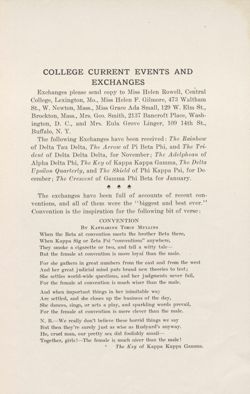 COLLEGE CURRENT EVENTS AND
EXCHANGES
Exchanges please send copy to Miss Helen Rowell, Central
College, Lexington, Mo., Miss Helen F. Gilmore, 473 Waltham
St., W. Newton, Mass., Miss Grace Ada Small, 129 W. Elm St.,
Brockton, Mass., Mrs. Geo. Smith, 2137 Bancroft Place, Wash-
ington, D. C., and Mrs. Eula Grove Linger, 109 14th St.,
Buffalo, N. Y.
The following Exchanges have been received: The Rainbow
of Delta Tau Delta, The Arrow of Pi Beta Phi, and The Tri-
dent of Delta Delta Delta, for November; The Adelphean of
Alpha Delta Phi, The Key of Kappa Kappa Gamma, The Delta
Upsilon Quarterly, and The Shield of Phi Kappa Psi, for De-
cember; The Crescent of Gamma Phi Beta for January.
The exchanges have been full of accounts of recent con-
ventions, and all of them were the "biggest and best ever."
Convention is the inspiration for the following bit of verse:
CONVENTION
By Katharine Tobin Mullins
When the Beta at convention meets the brother Beta there,
When Kappa Sig or Zeta Psi "conventions" anywhere,
They smoke a cigarette or two, and tell a witty tale—
But the female at convention is more loyal than the male.
For she gathers in great numbers from the east and from the west
And her great judicial mind puts brand new theories to test;
She settles world-wide questions, and her judgments never fail,
For the female at convention is much wiser than the male.
And when important things in her inimitable way
Are settled, and she closes up the business of the day,
She dances, sings, or acts a play, and sparkling words prevail,
For the female at convention is more clever than the male.
N. B.—We really don't believe these horrid things we say
But then they're surely just as wise as Rudyard's anyway.
He, cruel man, our pretty sex did foolishly assail—
Together, girls!—The female is much nicer than the male!
The Key of Kappa Kappa Gamma.